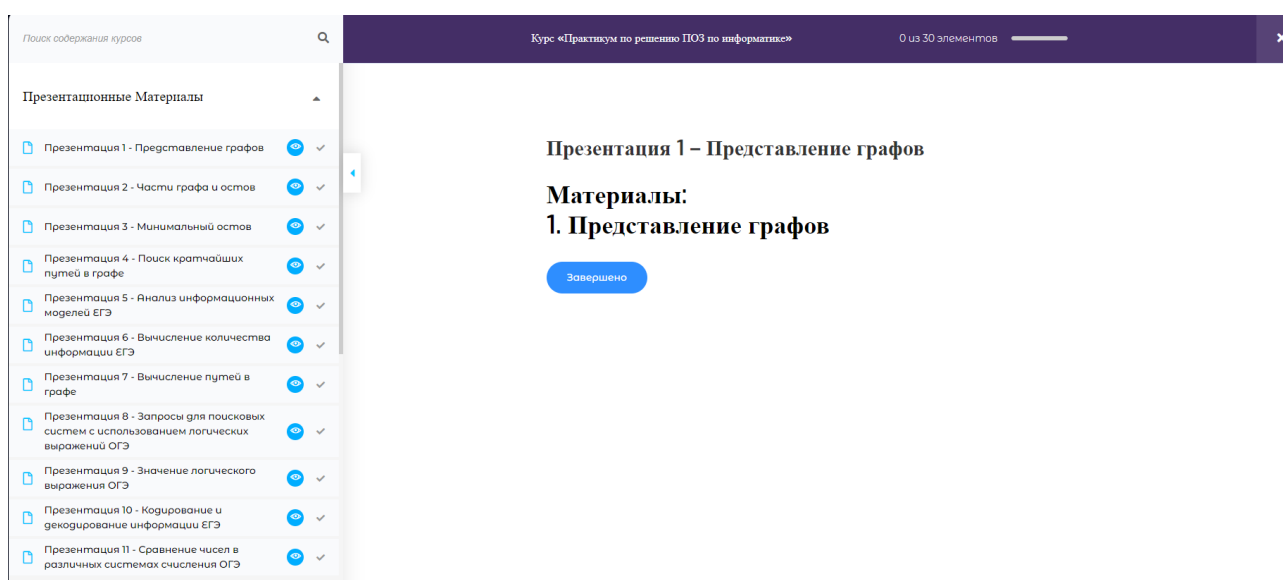 Поиск содержания курсов
Курс «Практикум по решению ПОЗ по информатике»
0 из 30 элементов
Презентационные Материалы
Презентация 1 - Представление графов
Презентация 2 - Части графа и остов
Презентация 3 - Минимальный остов
Презентация 4 - Поиск кратчайших
путей в графе
Презентация 5 - Анализ информационных
моделей ЕГЭ
Презентация 6 - Вычисление количества
информации ЕГЭ
Презентация 7 - Вычисление путей в
графе
Презентация 8 - Запросы для поисковых
систем с использованием логических
выражений ОГЭ
Презентация 9 - Значение логического
выражения ОГЭ
Презентация 10 - Кодирование и
декодирование информации ЕГЭ
Презентация 11 - Сравнение чисел в
различных системах счисления ОГЭ
Презентация 1 – Представление графов
Материалы:
1. Представление графов
Завершено